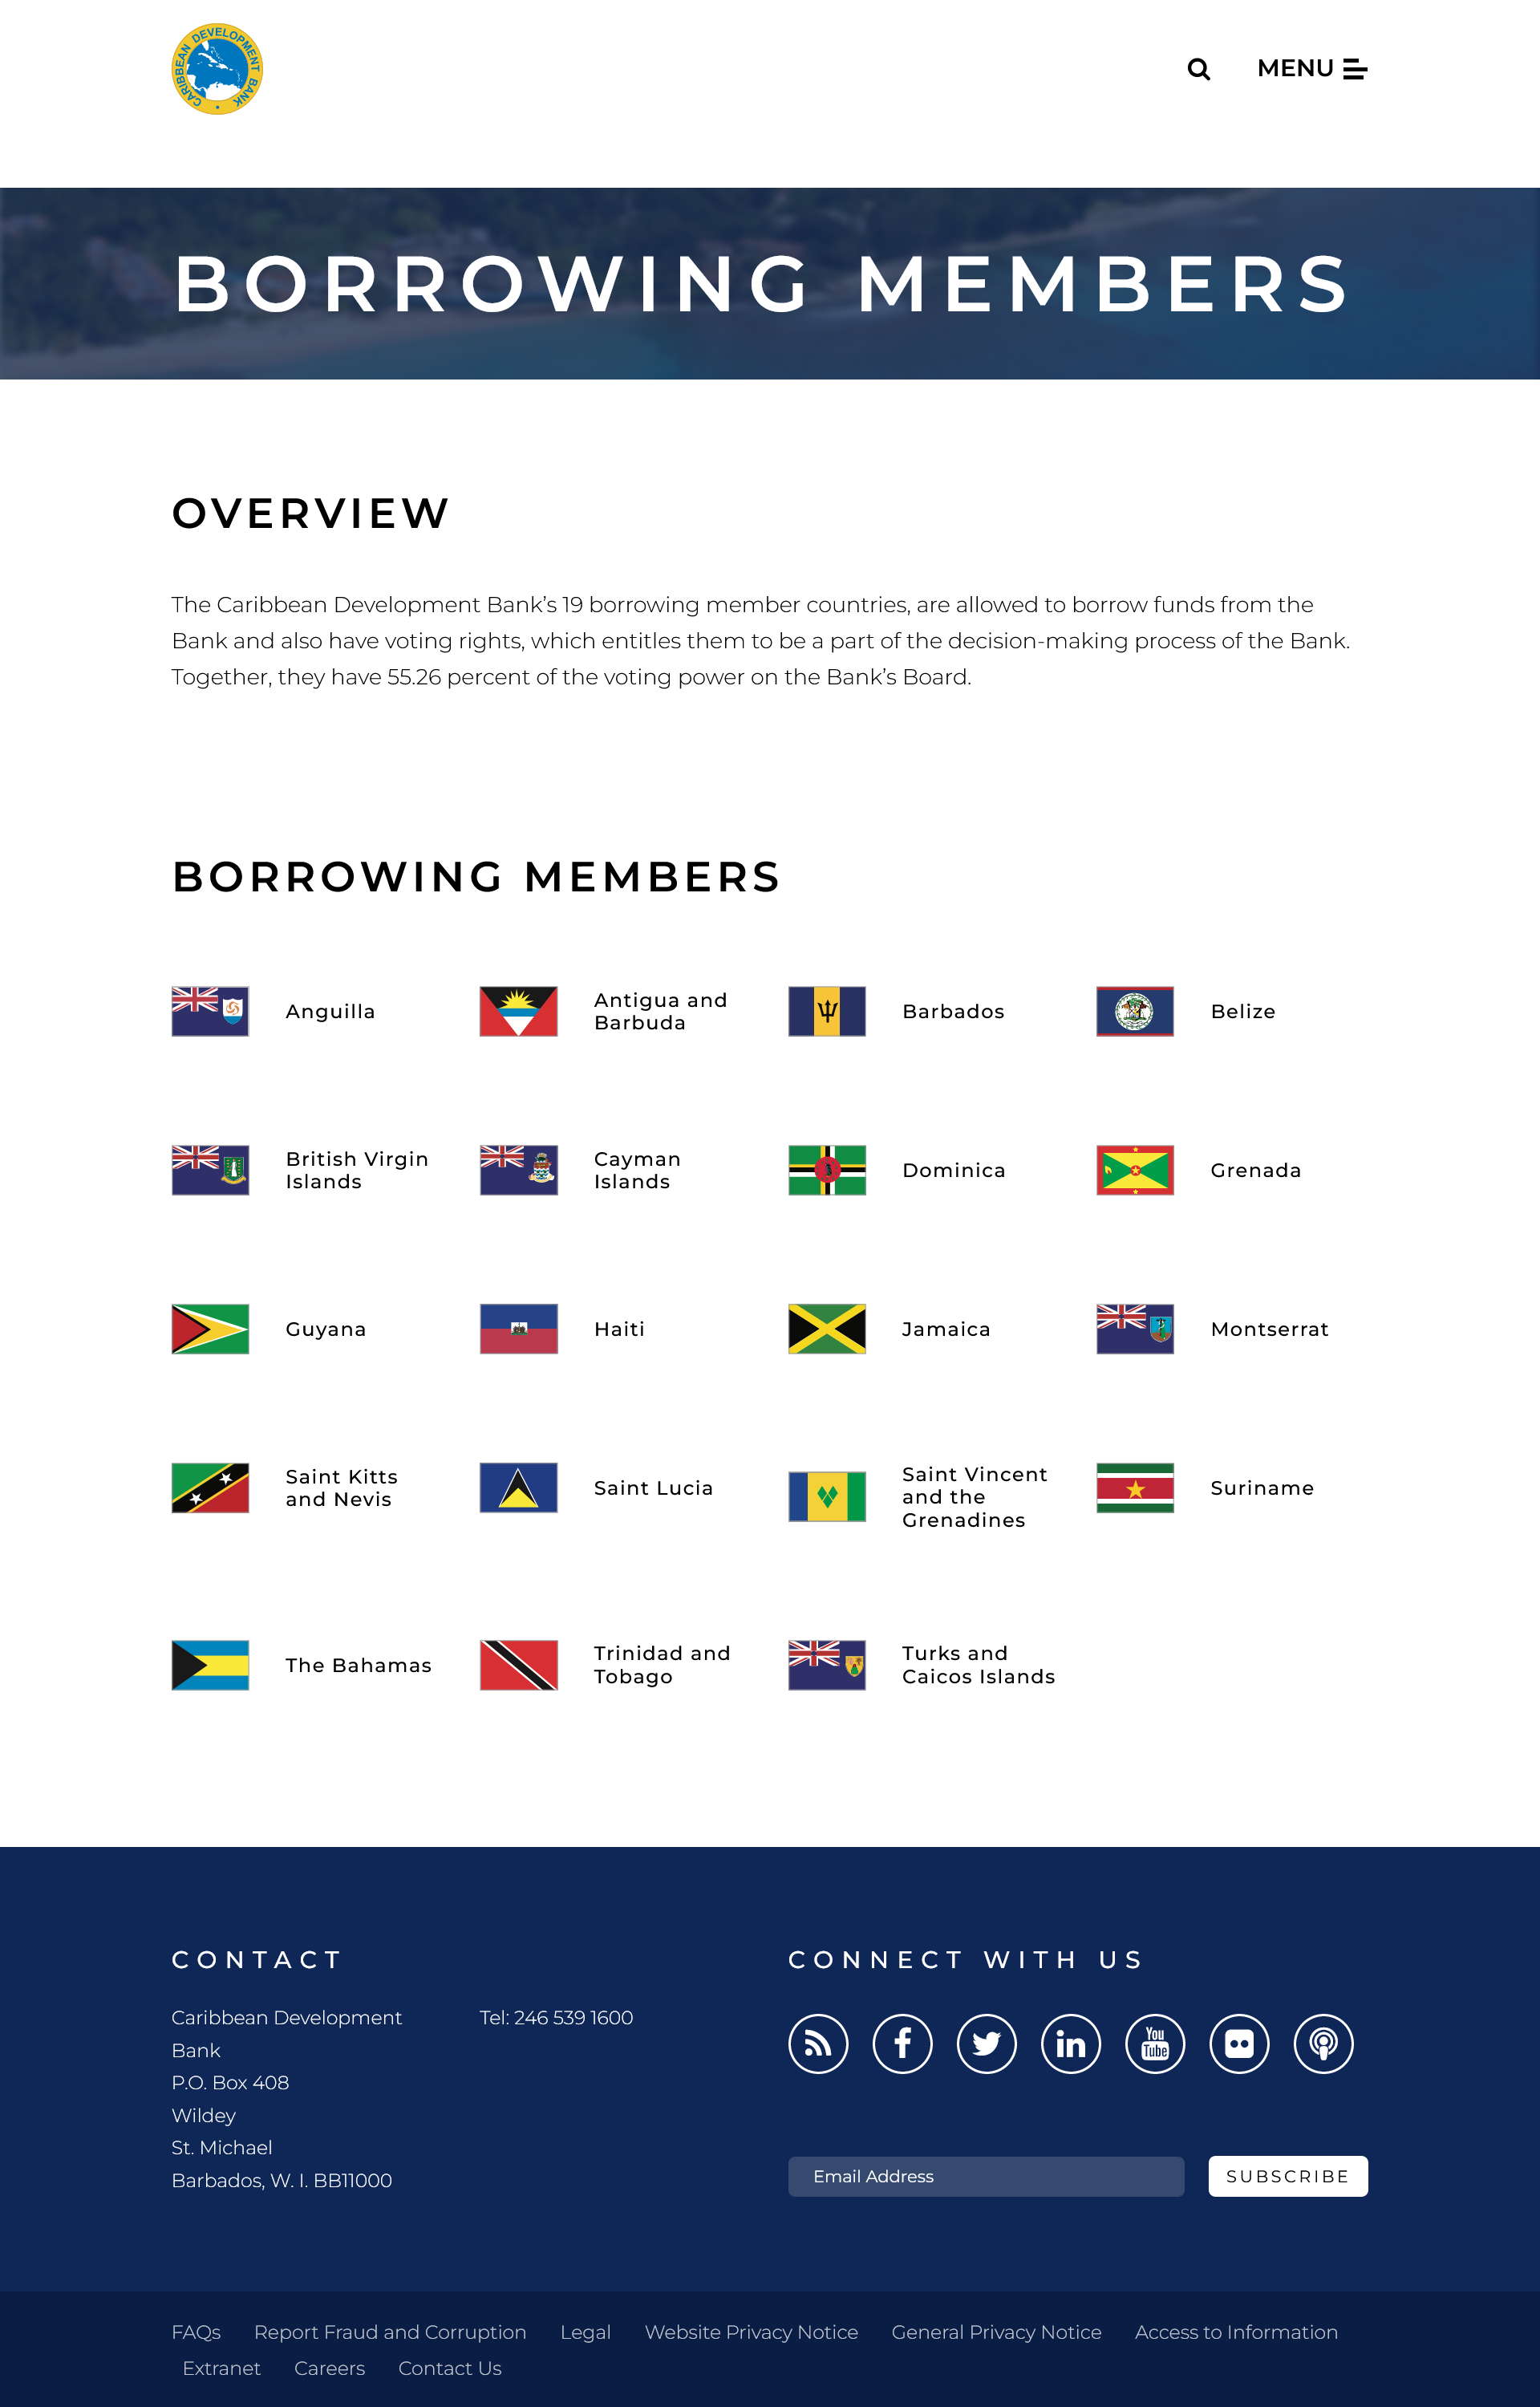 CARIBBEAN DEVELOPMENT BANK
MENU
BORROWING MEMBERS
OVERVIEW
The Caribbean Development Bank’s 19 borrowing member countries, are allowed to borrow funds from the
Bank and also have voting rights, which entitles them to be a part of the decision-making process of the Bank.
Together, they have 55.26 percent of the voting power on the Bank’s Board.
BORROWING MEMBERS
Anguilla
Antigua and
Barbuda
Barbados
Belize
British Virgin
Islands
Cayman
Islands
Dominica
Grenada
Guyana
Haiti
Jamaica
Montserrat
Saint Kitts
and Nevis
Saint Lucia
Saint Vincent
and the
Grenadines
Suriname
The Bahamas
Trinidad and
Tobago
Turks and
Caicos Islands
CONTACT
Caribbean Development
Bank
P.O. Box 408
Wildey
St. Michael
Barbados, W. I. BB11000
Tel: 246 539 1600
CONNECT WITH US
You
Tube
Email Address
SUBSCRIBE
FAQs Report Fraud and Corruption Legal Website Privacy Notice General Privacy Notice Access to Information
Extranet Careers Contact Us